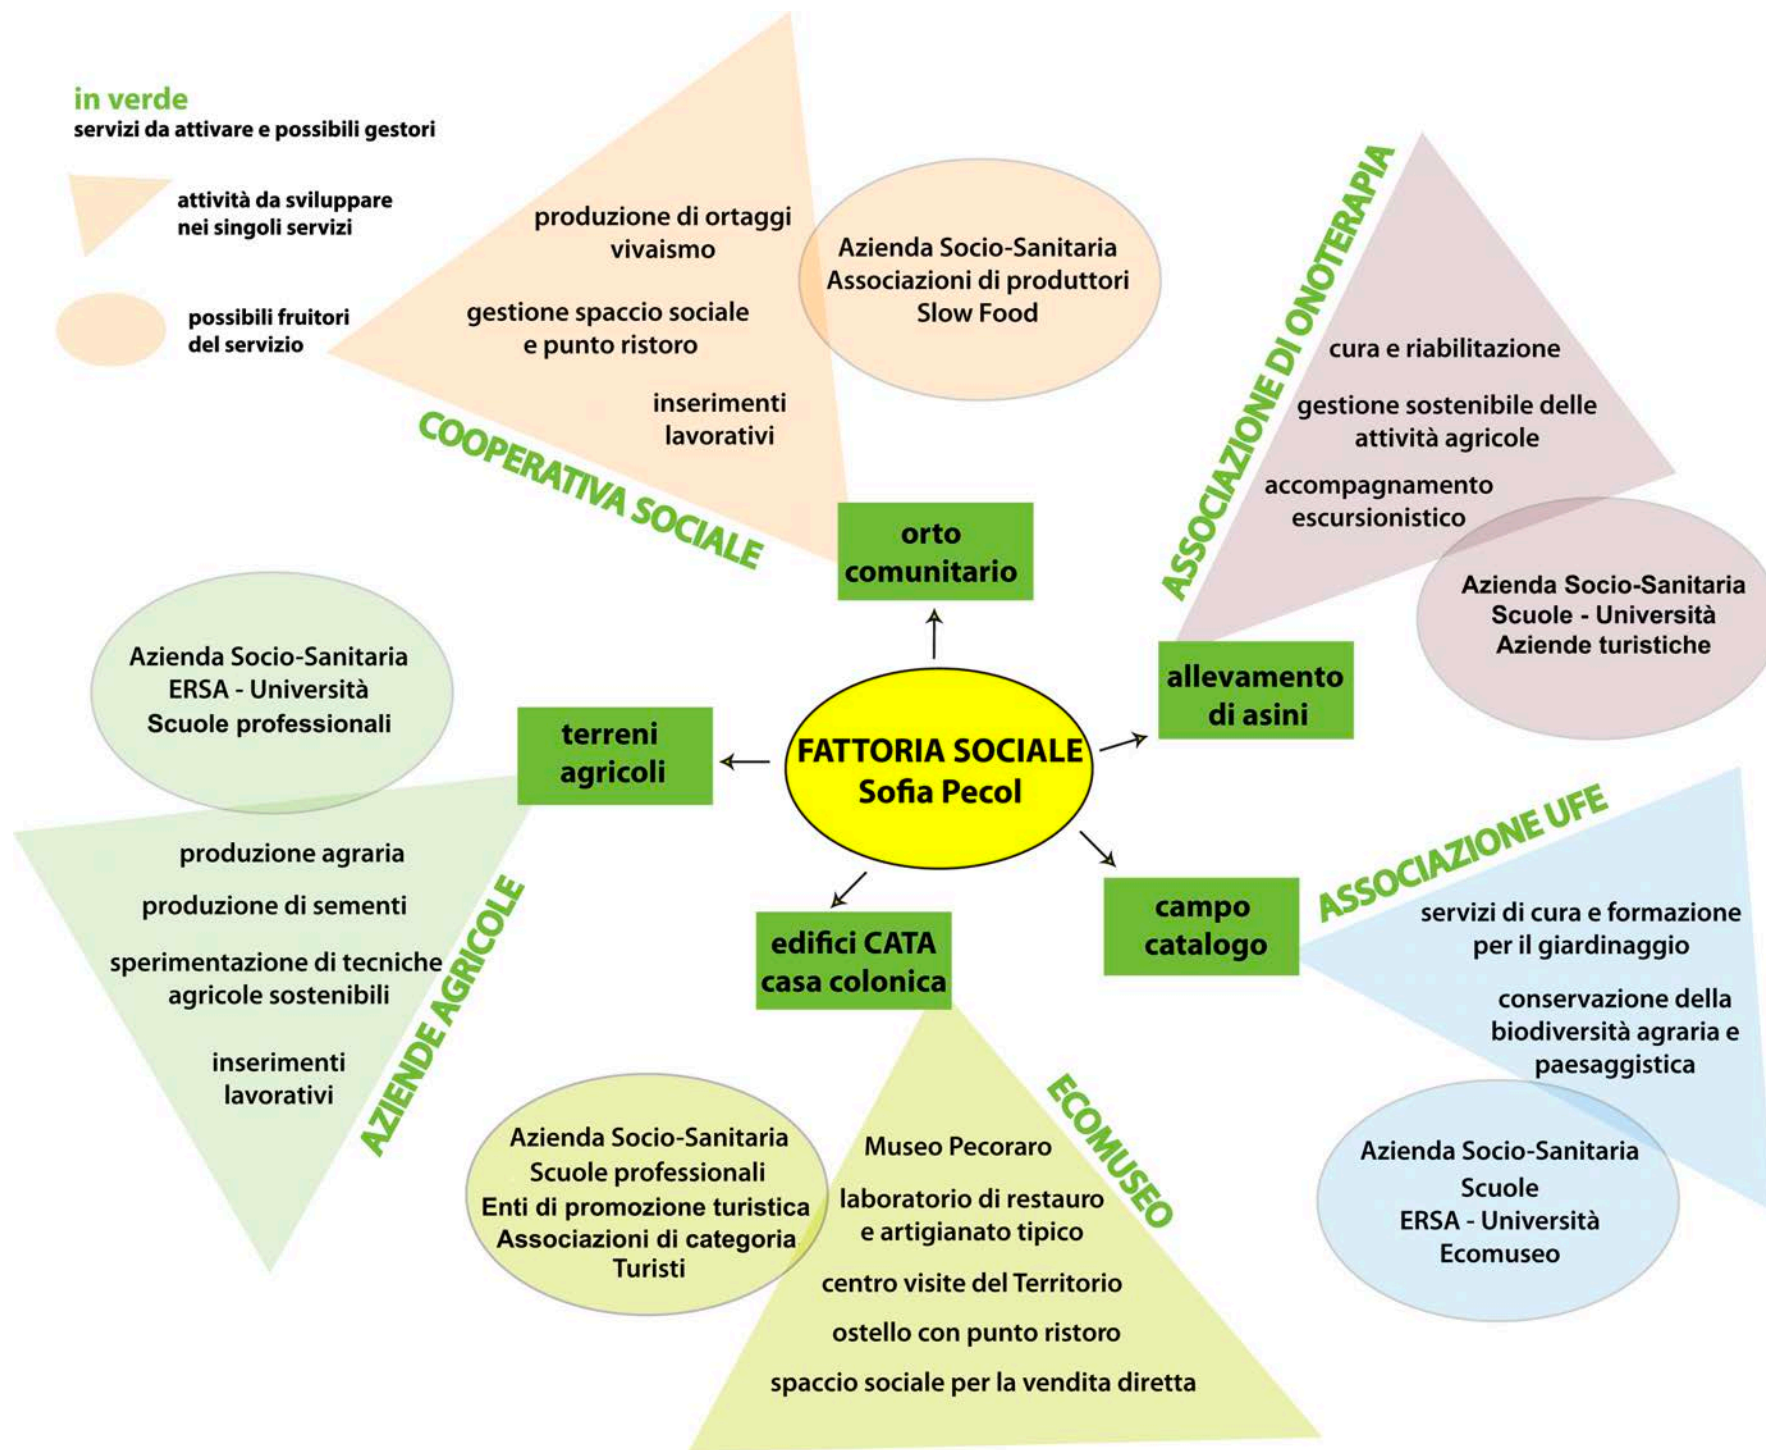 in verde
servizi da attivare e possibili gestori
attività da sviluppare
nei singoli servizi
possibili fruitori
del servizio
produzione di ortaggi
vivaismo
gestione spaccio sociale
e punto ristoro
inserimenti
lavorativi
COOPERATIVA SOCIALE
Azienda Socio-Sanitaria
Associazioni di produttori
Slow Food
orto
comunitario
ASSOCIAZIONE DI ONOTERAPIA
cura e riabilitazione
gestione sostenibile delle
attività agricole
accompagnamento
escursionistico
Azienda Socio-Sanitaria
Scuole - Università
Aziende turistiche
allevamento
di asini
FATTORIA SOCIALE
Sofia Pecol
Azienda Socio-Sanitaria
ERSA - Università
Scuole professionali
terreni
agricoli
produzione agraria
produzione di sementi
sperimentazione di tecniche
agricole sostenibili
inserimenti
lavorativi
AZIENDE AGRICOLE
edifici CATA
casa colonica
Azienda Socio-Sanitaria
Scuole professionali
Enti di promozione turistica
Associazioni di categoria
Turisti
ECOMUSEO
Museo Pecoraro
laboratorio di restauro
e artigianato tipico
centro visite del Territorio
ostello con punto ristoro
spaccio sociale per la vendita diretta
campo
catalogo
ASSOCIAZIONE UFE
servizi di cura e formazione
per il giardinaggio
conservazione della
biodiversità agraria e
paesaggistica
Azienda Socio-Sanitaria
Scuole
ERSA - Università
Ecomuseo